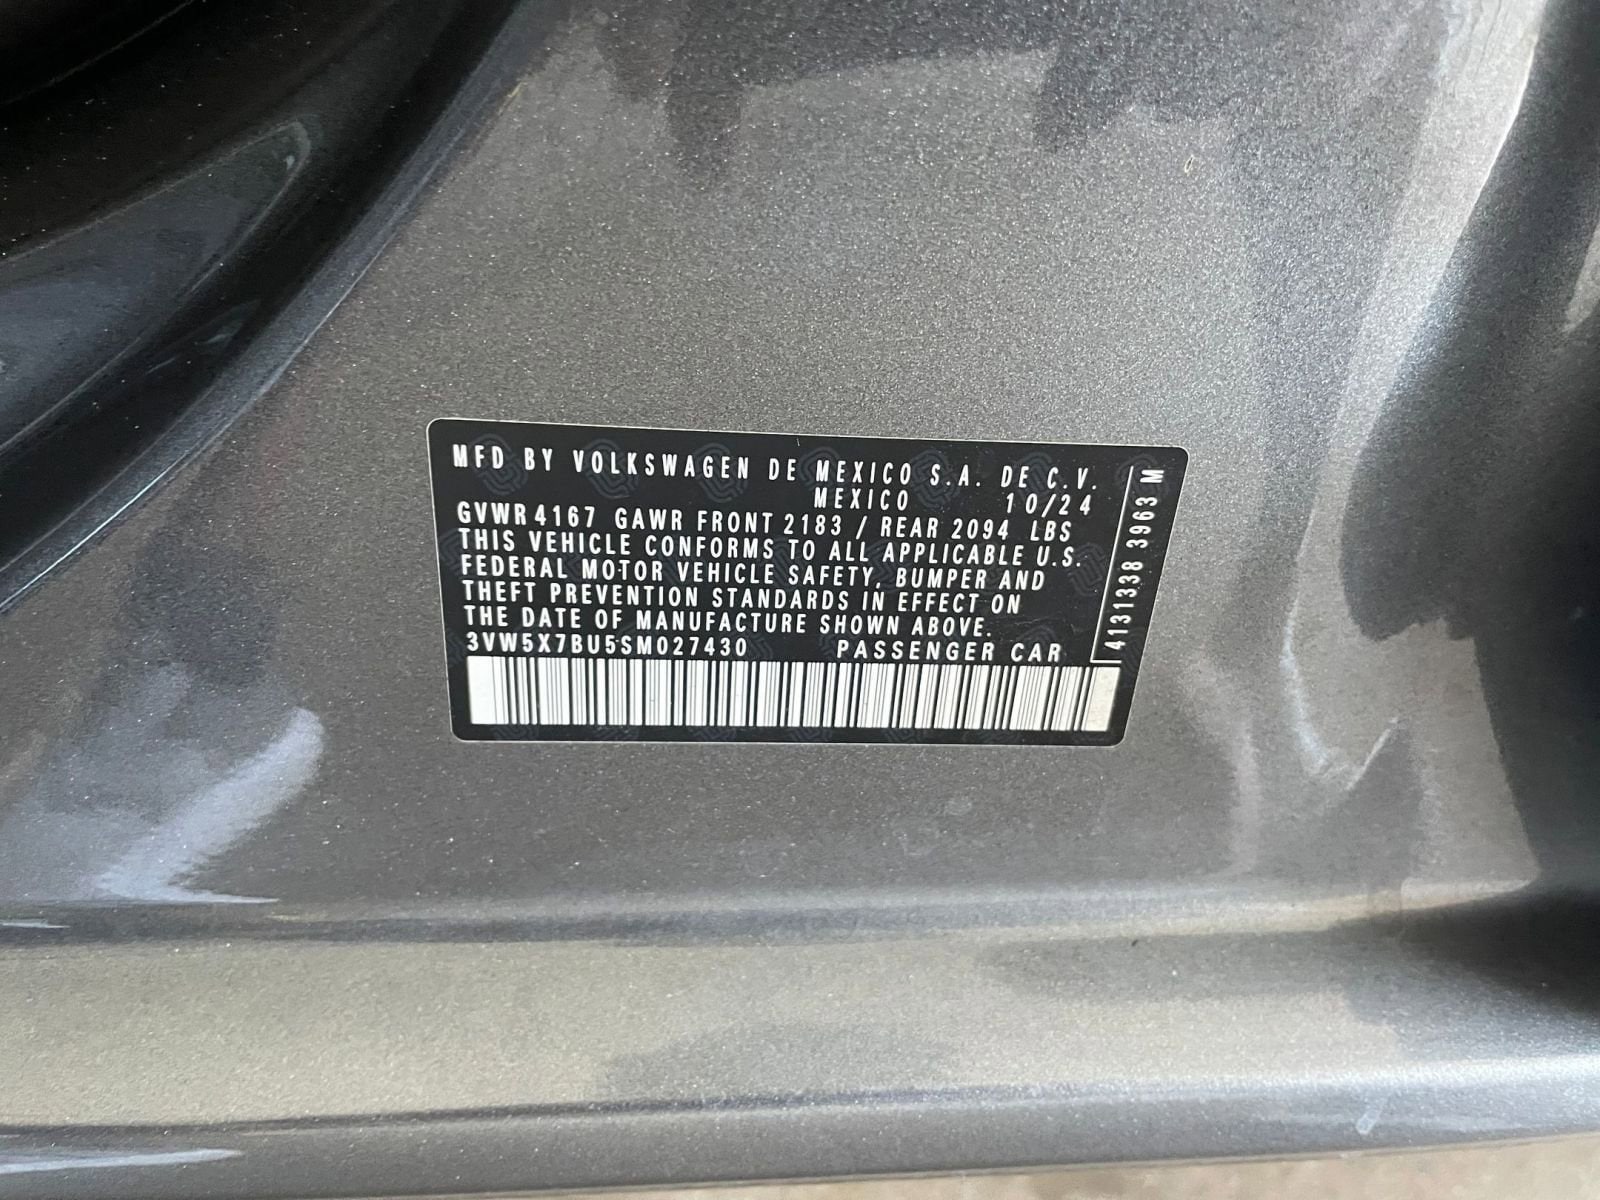 MFD BY VOLKSWAGEN DE MEXICO S.A. DE C.V.
MEXICO 10/24
GVWR 4167 GAWR FRONT 2183 / REAR 2094 LBS
THIS VEHICLE CONFORMS TO ALL APPLICABLE U.S.
FEDERAL MOTOR VEHICLE SAFETY, BUMPER AND
THEFT PREVENTION STANDARDS IN EFFECT ON
THE DATE OF MANUFACTURE SHOWN ABOVE.
3VW5X7BU5SM027430 PASSENGER CAR
4131338 3963 M